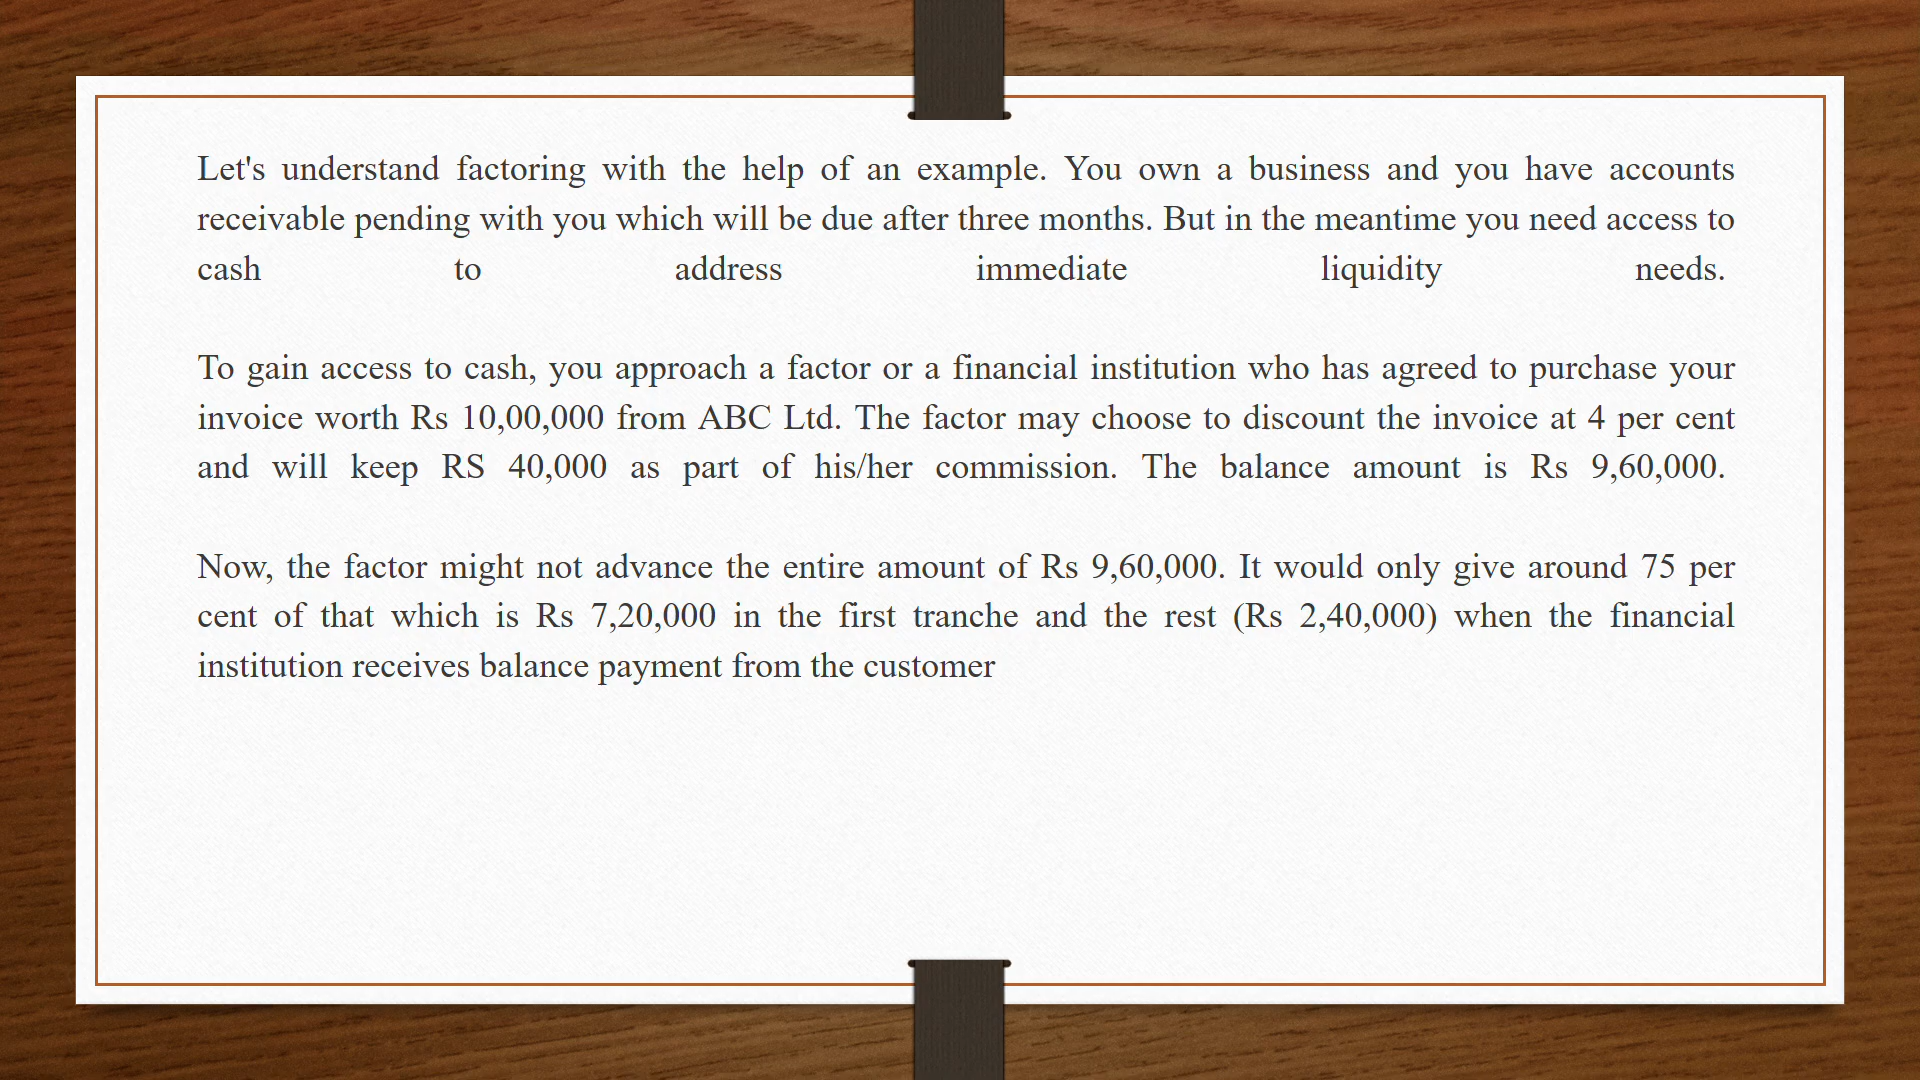 Let's understand factoring with the help of an example. You own a business and you have accounts
receivable pending with you which will be due after three months. But in the meantime you need access to
cash to address immediate liquidity needs.
To gain access to cash, you approach a factor or a financial institution who has agreed to purchase your
invoice worth Rs 10,00,000 from ABC Ltd. The factor may choose to discount the invoice at 4 per cent
and will keep RS 40,000 as part of his/her commission. The balance amount is Rs 9,60,000.
Now, the factor might not advance the entire amount of Rs 9,60,000. It would only give around 75 per
cent of that which is Rs 7,20,000 in the first tranche and the rest (Rs 2,40,000) when the financial
institution receives balance payment from the customer